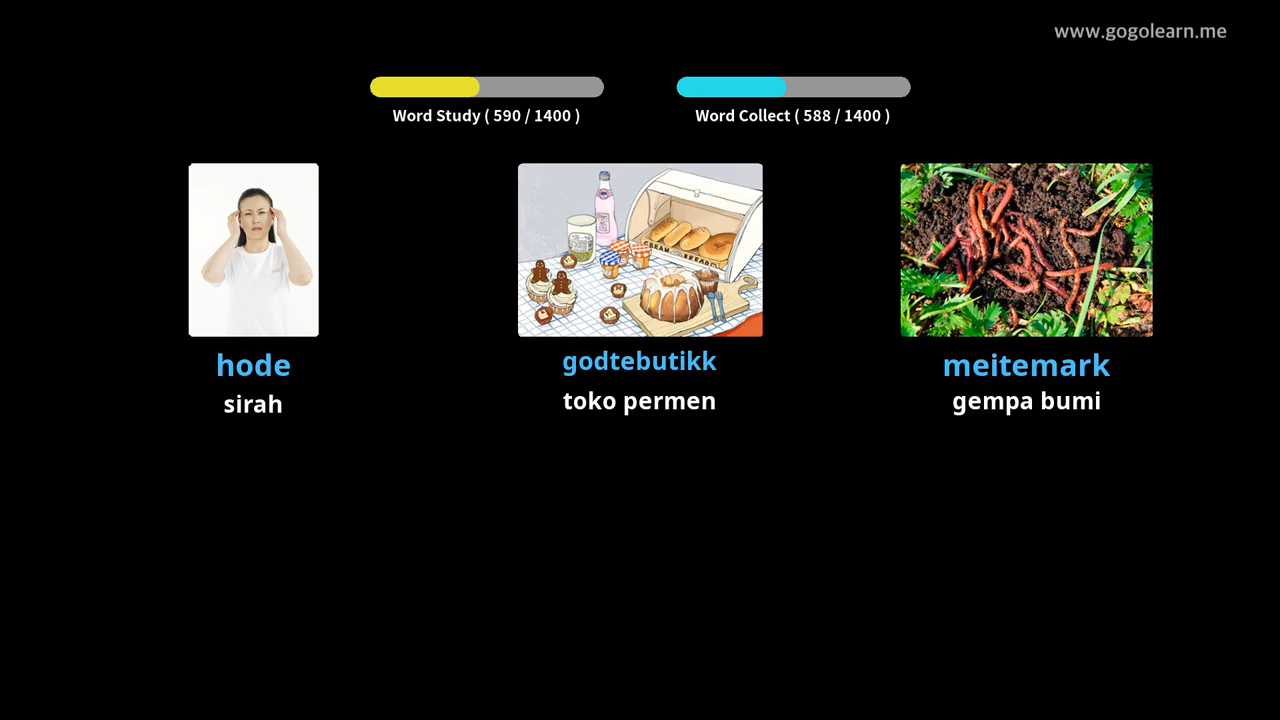 www.gogolearn.me
Word Study ( 590 / 1400 )
Word Collect ( 588 / 1400 )
hode
godtebutikk
meitemark
sirah
toko permen
gempa bumi